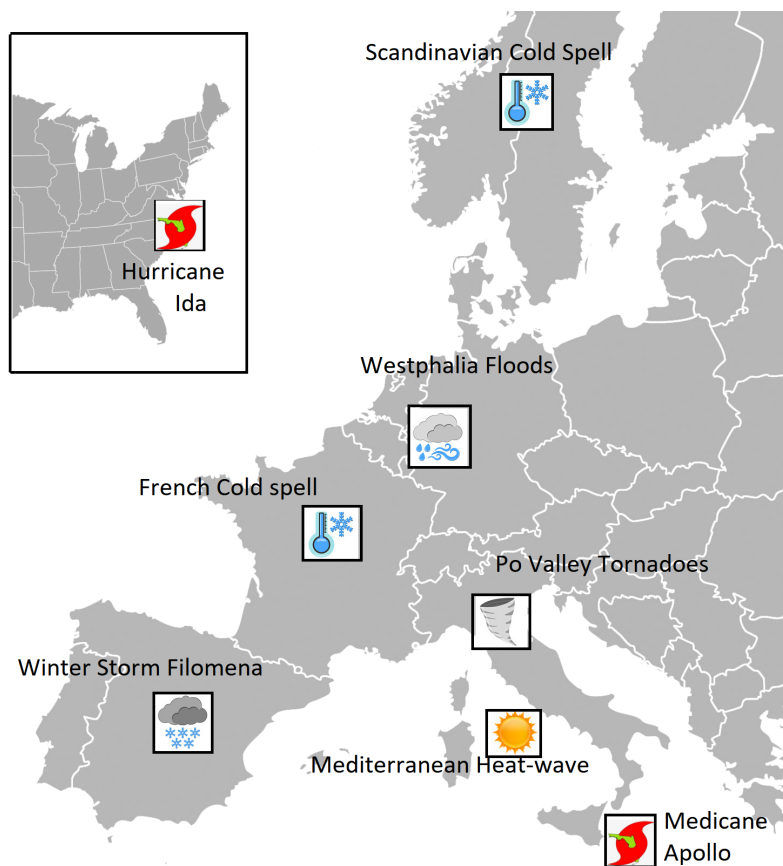 Scandinavian Cold Spell
Hurricane
Ida
Westphalia Floods
French Cold spell
Po Valley Tornadoes
Winter Storm Filomena
Mediterranean Heat-wave
Medicane
Apollo